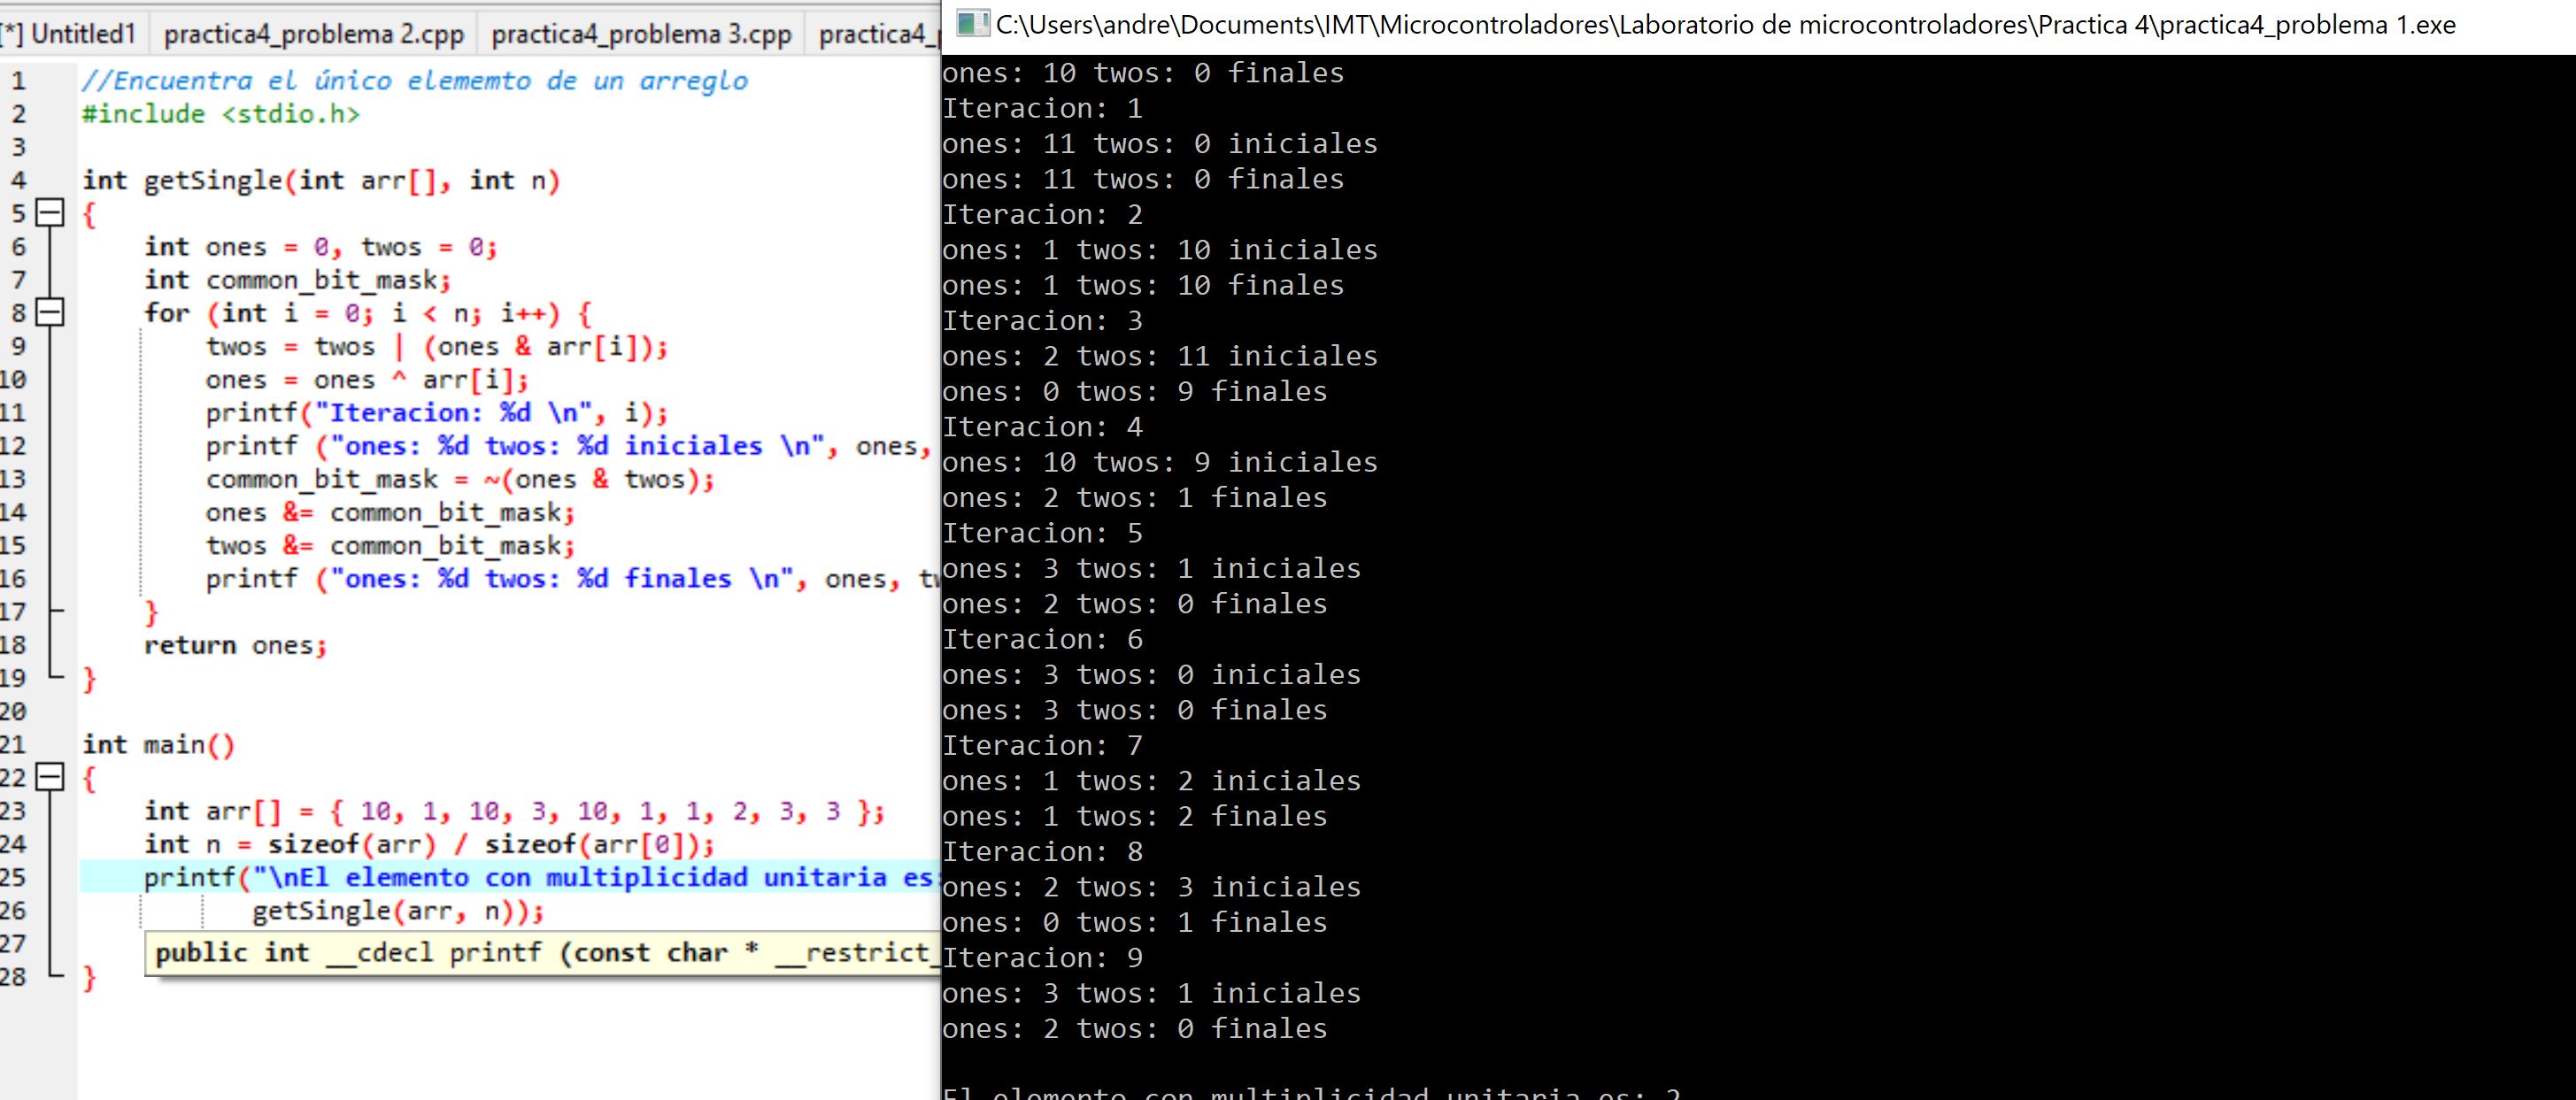 [*] Untitled1 practica4_problema 2.cpp practica4_problema 3.cpp practica4_
1 //Encuentra el único elememto de un arreglo
2 #include <stdio.h>
3
4 int getSingle(int arr[], int n)
5 {
6 int ones = 0, twos = 0;
7 int common_bit_mask;
8 for (int i = 0; i < n; i++) {
9 twos = twos | (ones & arr[i]);
10 ones = ones ^ arr[i];
11 printf("Iteracion: %d \n", i);
12 printf ("ones: %d twos: %d iniciales \n", ones,
13 common_bit_mask = ~(ones & twos);
14 ones &= common_bit_mask;
15 twos &= common_bit_mask;
16 printf ("ones: %d twos: %d finales \n", ones, tw
17 }
18 return ones;
19 }
20
21 int main()
22 {
23 int arr[] = { 10, 1, 10, 3, 10, 1, 1, 2, 3, 3 };
24 int n = sizeof(arr) / sizeof(arr[0]);
25 printf("\nEl elemento con multiplicidad unitaria es:
26 getSingle(arr, n));
27
public int __cdecl printf (const char * __restrict_
28 }
C:\Users\andre\Documents\IMT\Microcontroladores\Laboratorio de microcontroladores\Practica 4\practica4_problema 1.exe
ones: 10 twos: 0 finales
Iteracion: 1
ones: 11 twos: 0 iniciales
ones: 11 twos: 0 finales
Iteracion: 2
ones: 1 twos: 10 iniciales
ones: 1 twos: 10 finales
Iteracion: 3
ones: 2 twos: 11 iniciales
ones: 0 twos: 9 finales
Iteracion: 4
ones: 10 twos: 9 iniciales
ones: 2 twos: 1 finales
Iteracion: 5
ones: 3 twos: 1 iniciales
ones: 2 twos: 0 finales
Iteracion: 6
ones: 3 twos: 0 iniciales
ones: 3 twos: 0 finales
Iteracion: 7
ones: 1 twos: 2 iniciales
ones: 1 twos: 2 finales
Iteracion: 8
ones: 2 twos: 3 iniciales
ones: 0 twos: 1 finales
Iteracion: 9
ones: 3 twos: 1 iniciales
ones: 2 twos: 0 finales
El elemento con multiplicidad unitaria es: 2